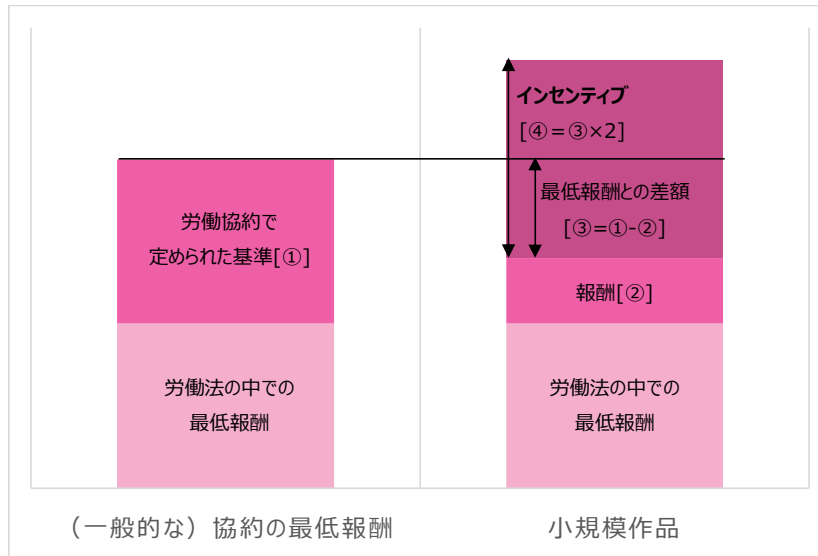 インセンティブ
[④＝③×2]
最低報酬との差額
[③=①-②]
労働協約で
定められた基準[①]
報酬[②]
労働法の中での
最低報酬
労働法の中での
最低報酬
（一般的な）協約の最低報酬
小規模作品